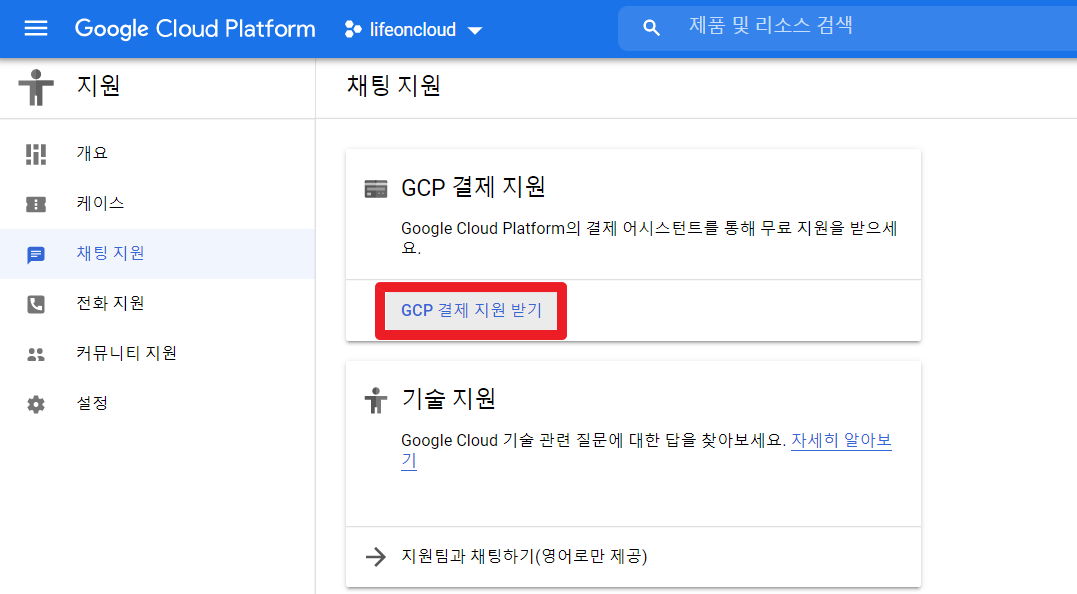 Google Cloud Platform
lifeoncloud
제품 및 리소스 검색
지원
채팅 지원
개요
케이스
채팅 지원
전화 지원
커뮤니티 지원
설정
GCP 결제 지원
Google Cloud Platform의 결제 어시스턴트를 통해 무료 지원을 받으세
요.
GCP 결제 지원 받기
기술 지원
Google Cloud 기술 관련 질문에 대한 답을 찾아보세요. 자세히 알아보
기
지원팀과 채팅하기(영어로만 제공)